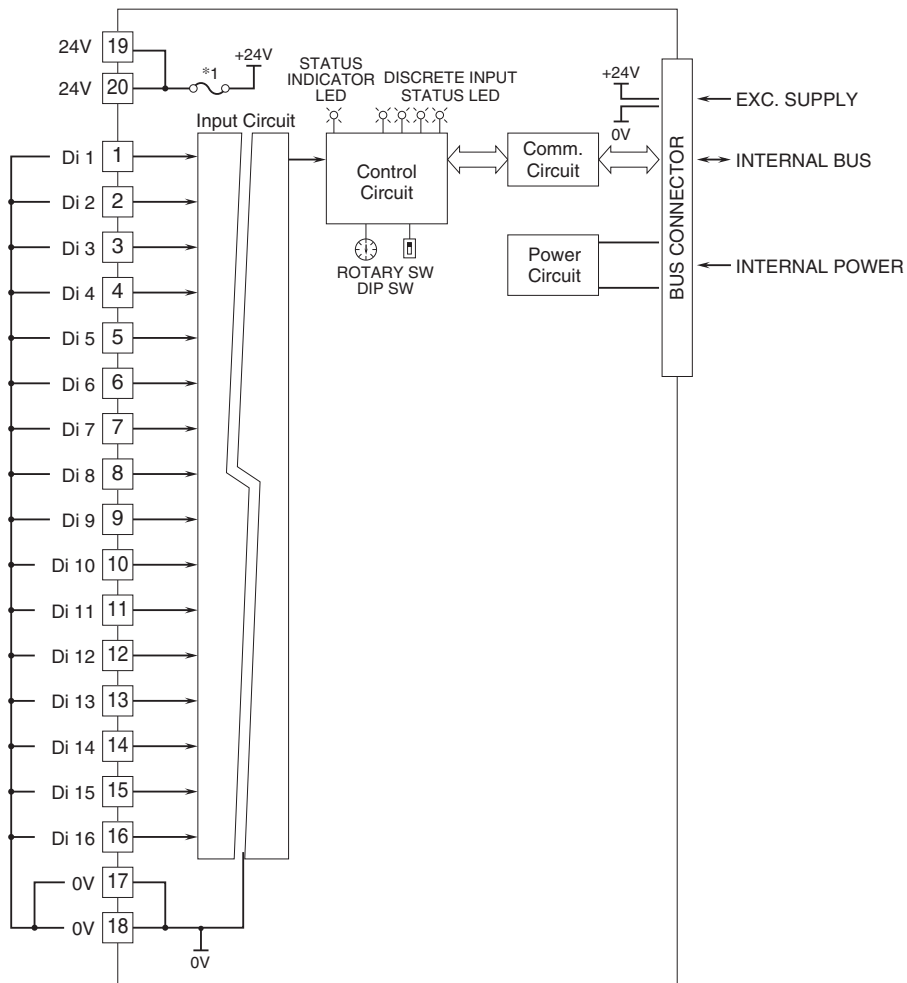 24V 19
24V 20
*1
+24V
STATUS
INDICATOR
LED
DISCRETE INPUT
STATUS LED
+24V
0V
EXC. SUPPLY
Input Circuit
Control
Circuit
Comm.
Circuit
INTERNAL BUS
BUS CONNECTOR
ROTARY SW
DIP SW
Power
Circuit
INTERNAL POWER
Di 1 1
Di 2 2
Di 3 3
Di 4 4
Di 5 5
Di 6 6
Di 7 7
Di 8 8
Di 9 9
Di 10 10
Di 11 11
Di 12 12
Di 13 13
Di 14 14
Di 15 15
Di 16 16
0V 17
0V 18
0V